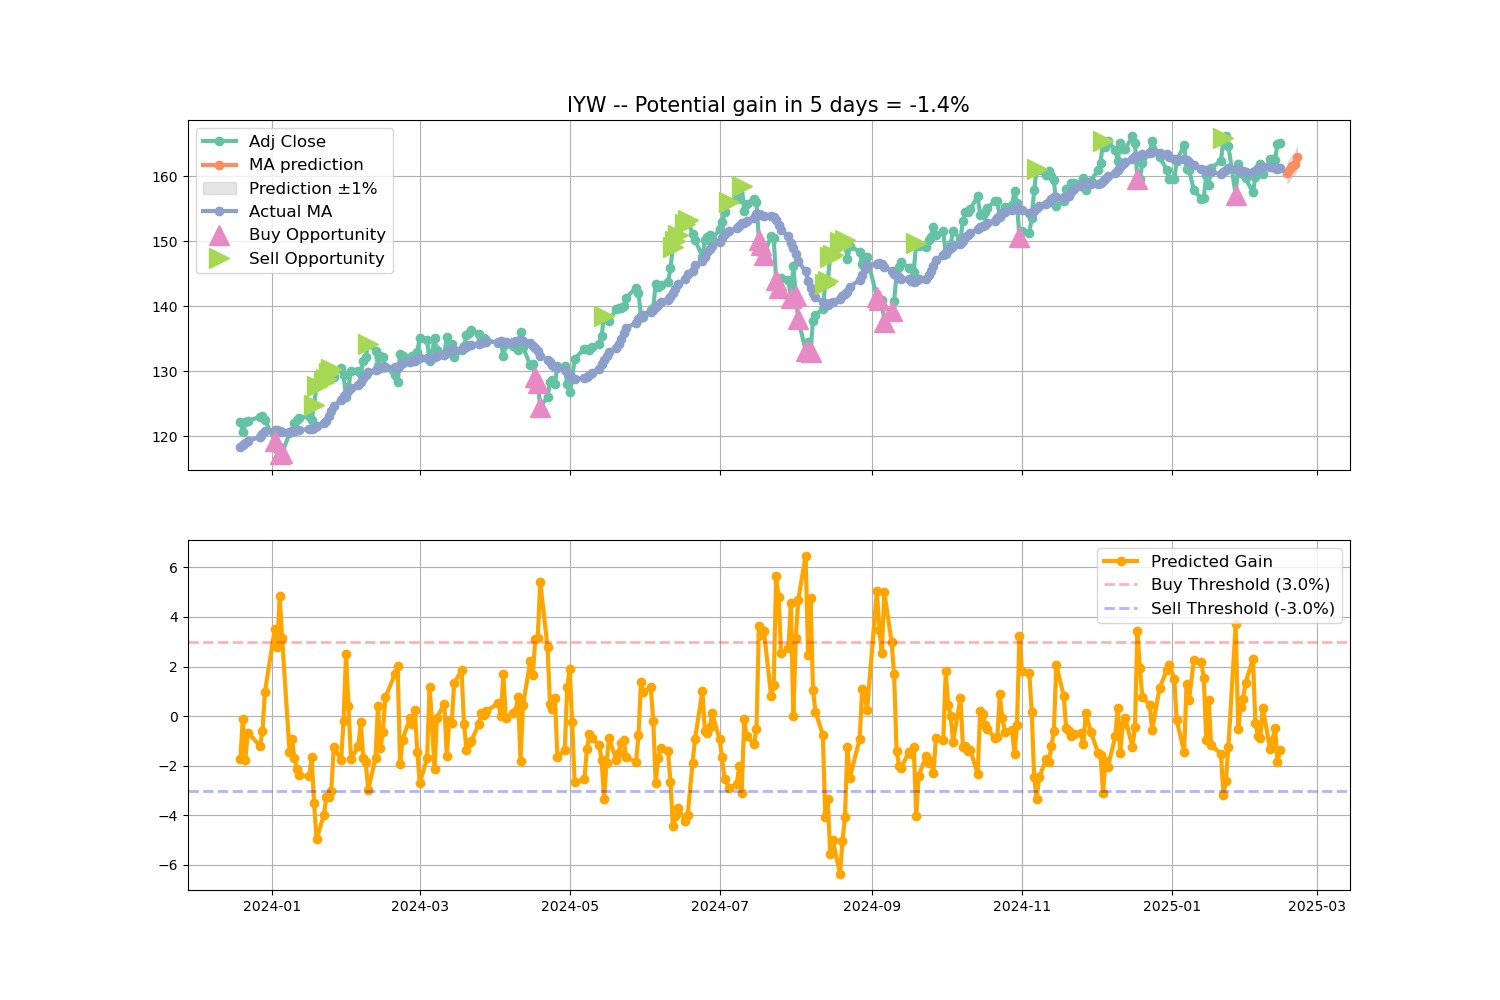 IYW -- Potential gain in 5 days = -1.4%
Adj Close
MA prediction
Prediction ±1%
Actual MA
Buy Opportunity
Sell Opportunity
160
150
140
130
120
Predicted Gain
Buy Threshold (3.0%)
Sell Threshold (-3.0%)
6
4
2
0
−2
−4
−6
2024-01 2024-03 2024-05 2024-07 2024-09 2024-11 2025-01 2025-03